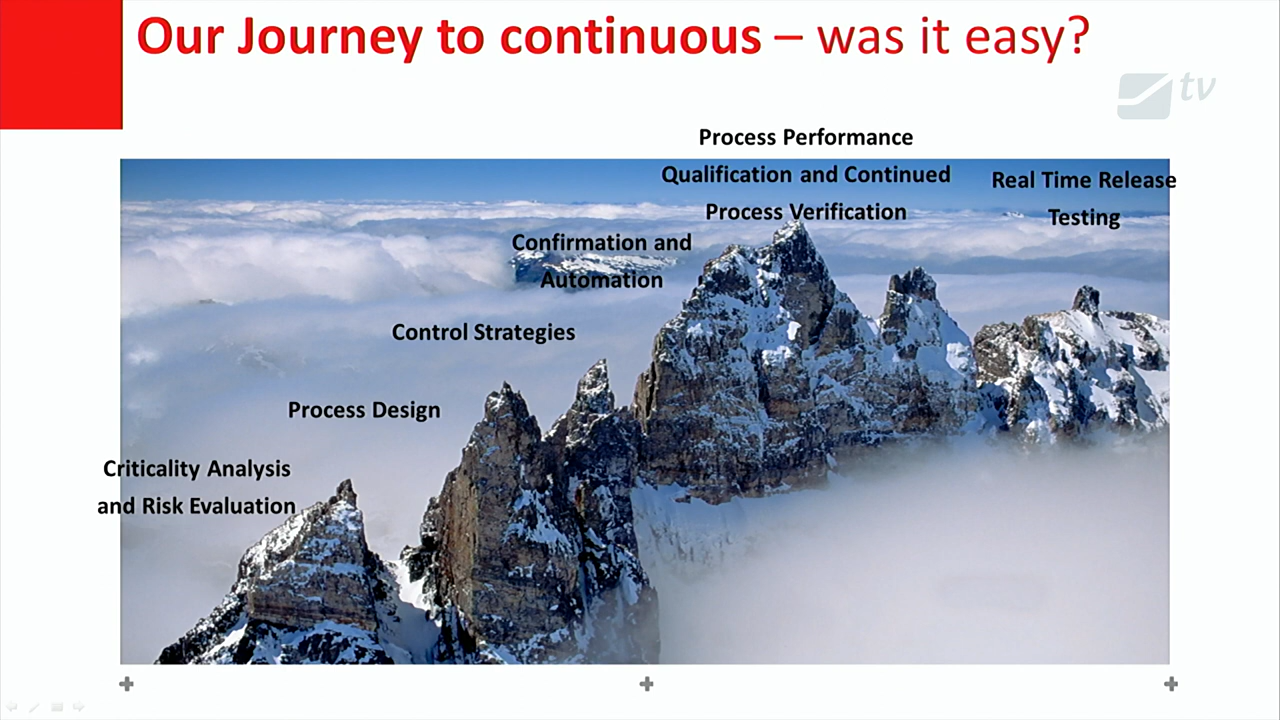 Our Journey to continuous – was it easy?
tv
Process Performance
Qualification and Continued
Process Verification
Real Time Release
Testing
Confirmation and
Automation
Control Strategies
Process Design
Criticality Analysis
and Risk Evaluation